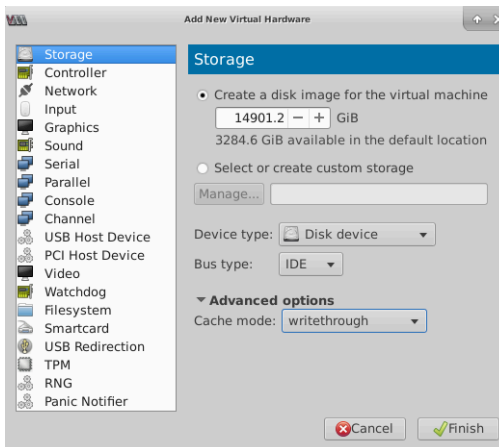 Add New Virtual Hardware
Storage
Controller
Network
Input
Graphics
Sound
Serial
Parallel
Console
Channel
USB Host Device
PCI Host Device
Video
Watchdog
Filesystem
Smartcard
USB Redirection
TPM
RNG
Panic Notifier
Storage
Create a disk image for the virtual machine
14901.2 − + GiB
3284.6 GiB available in the default location
Select or create custom storage
Manage...
Device type: Disk device
Bus type: IDE
Advanced options
Cache mode: writethrough
Cancel Finish